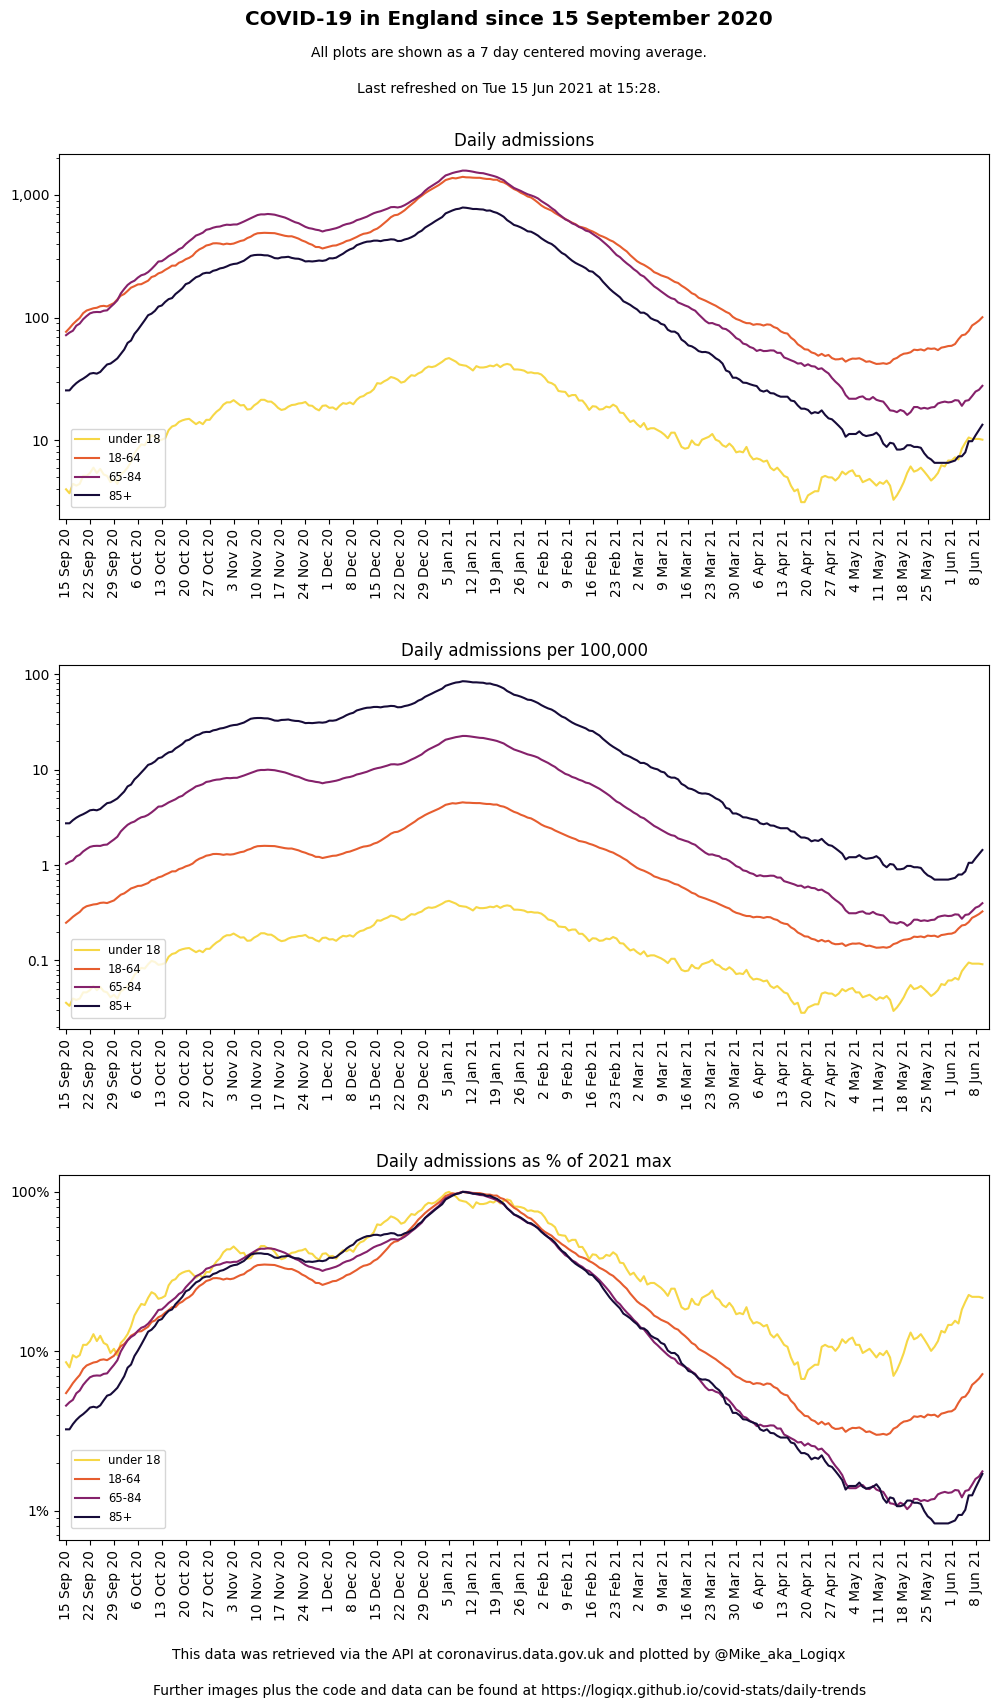 COVID-19 in England since 15 September 2020
All plots are shown as a 7 day centered moving average.
Last refreshed on Tue 15 Jun 2021 at 15:28.
Daily admissions
1,000
100
10
under 18
18-64
65-84
85+
15 Sep 20
22 Sep 20
29 Sep 20
6 Oct 20
13 Oct 20
20 Oct 20
27 Oct 20
3 Nov 20
10 Nov 20
17 Nov 20
24 Nov 20
1 Dec 20
8 Dec 20
15 Dec 20
22 Dec 20
29 Dec 20
5 Jan 21
12 Jan 21
19 Jan 21
26 Jan 21
2 Feb 21
9 Feb 21
16 Feb 21
23 Feb 21
2 Mar 21
9 Mar 21
16 Mar 21
23 Mar 21
30 Mar 21
6 Apr 21
13 Apr 21
20 Apr 21
27 Apr 21
4 May 21
11 May 21
18 May 21
25 May 21
1 Jun 21
8 Jun 21
Daily admissions per 100,000
100
10
1
0.1
under 18
18-64
65-84
85+
15 Sep 20
22 Sep 20
29 Sep 20
6 Oct 20
13 Oct 20
20 Oct 20
27 Oct 20
3 Nov 20
10 Nov 20
17 Nov 20
24 Nov 20
1 Dec 20
8 Dec 20
15 Dec 20
22 Dec 20
29 Dec 20
5 Jan 21
12 Jan 21
19 Jan 21
26 Jan 21
2 Feb 21
9 Feb 21
16 Feb 21
23 Feb 21
2 Mar 21
9 Mar 21
16 Mar 21
23 Mar 21
30 Mar 21
6 Apr 21
13 Apr 21
20 Apr 21
27 Apr 21
4 May 21
11 May 21
18 May 21
25 May 21
1 Jun 21
8 Jun 21
Daily admissions as % of 2021 max
100%
10%
1%
under 18
18-64
65-84
85+
15 Sep 20
22 Sep 20
29 Sep 20
6 Oct 20
13 Oct 20
20 Oct 20
27 Oct 20
3 Nov 20
10 Nov 20
17 Nov 20
24 Nov 20
1 Dec 20
8 Dec 20
15 Dec 20
22 Dec 20
29 Dec 20
5 Jan 21
12 Jan 21
19 Jan 21
26 Jan 21
2 Feb 21
9 Feb 21
16 Feb 21
23 Feb 21
2 Mar 21
9 Mar 21
16 Mar 21
23 Mar 21
30 Mar 21
6 Apr 21
13 Apr 21
20 Apr 21
27 Apr 21
4 May 21
11 May 21
18 May 21
25 May 21
1 Jun 21
8 Jun 21
This data was retrieved via the API at coronavirus.data.gov.uk and plotted by @Mike_aka_Logiqx
Further images plus the code and data can be found at https://logiqx.github.io/covid-stats/daily-trends